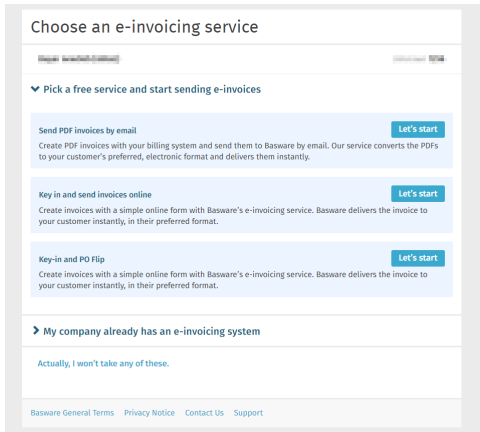 Choose an e-invoicing service
Pick a free service and start sending e-invoices
Send PDF invoices by email
Let's start
Create PDF invoices with your billing system and send them to Basware by email. Our service converts the PDFs
to your customer's preferred, electronic format and delivers them instantly.
Key in and send invoices online
Let's start
Create invoices with a simple online form with Basware's e-invoicing service. Basware delivers the invoice to
your customer instantly, in their preferred format.
Key-in and PO Flip
Let's start
Create invoices with a simple online form with Basware's e-invoicing service. Basware delivers the invoice to
your customer instantly, in their preferred format.
My company already has an e-invoicing system
Actually, I won't take any of these.
Basware General Terms Privacy Notice Contact Us Support